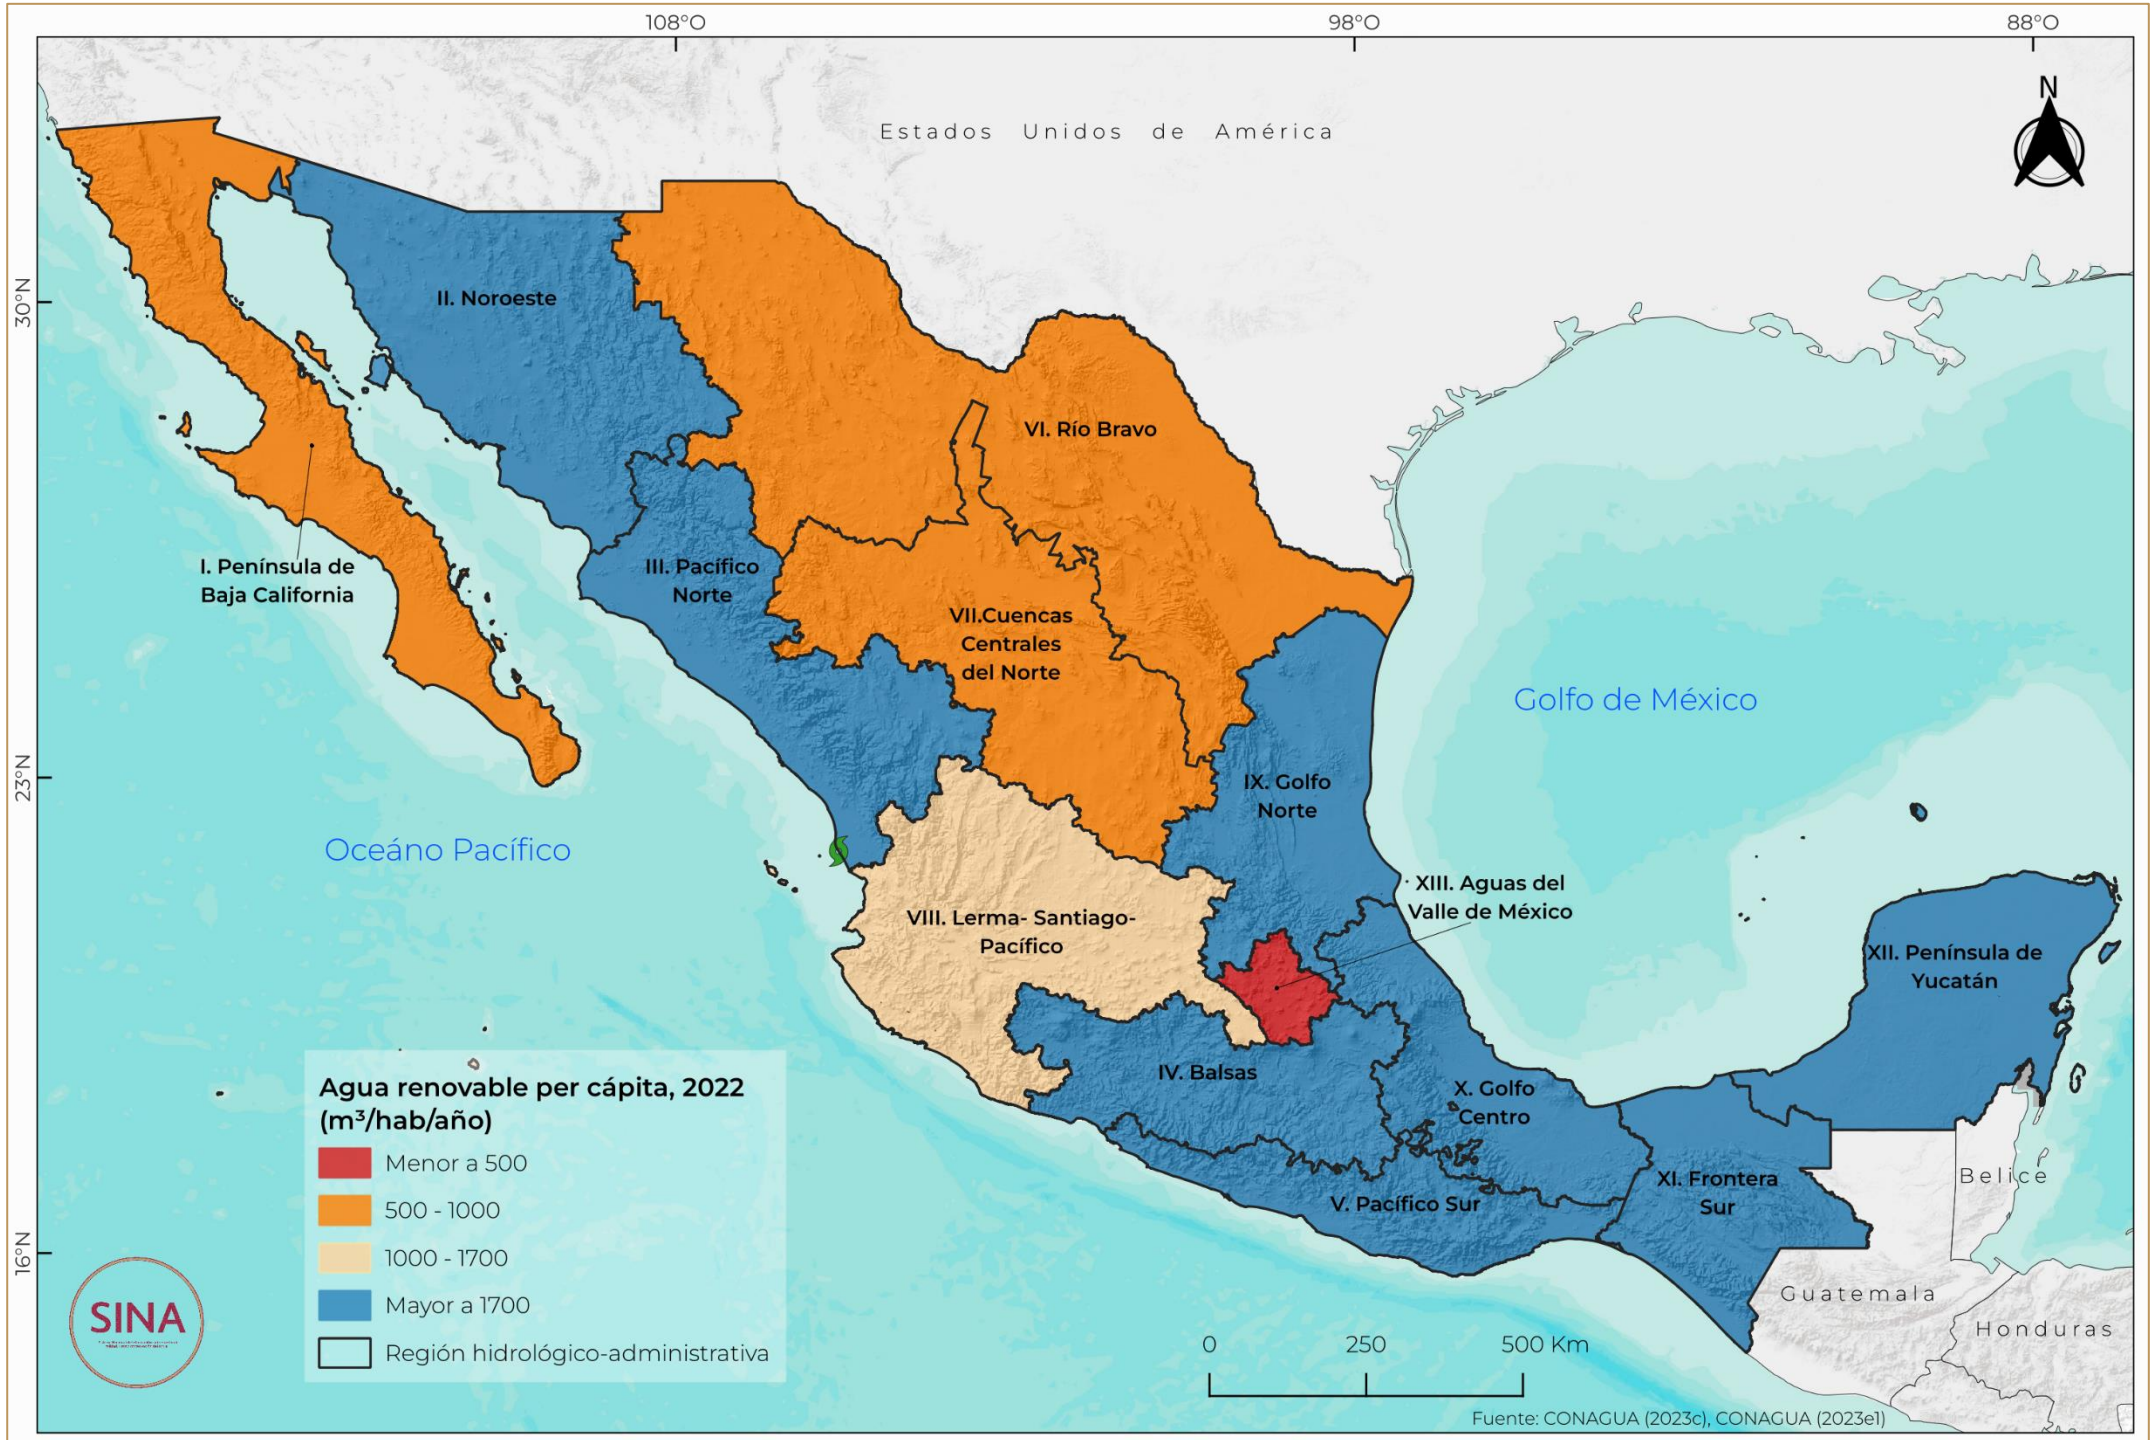 108°O
98°O
88°O
N
Estados Unidos de América
30°N
23°N
16°N
II. Noroeste
VI. Río Bravo
I. Península de
Baja California
III. Pacífico
Norte
VII.Cuencas
Centrales
del Norte
Golfo de México
IX. Golfo
Norte
Oceáno Pacífico
XIII. Aguas del
Valle de México
VIII. Lerma- Santiago-
Pacífico
XII. Península de
Yucatán
IV. Balsas
X. Golfo
Centro
V. Pacífico Sur
XI. Frontera
Sur
Belice
Guatemala
Honduras
Agua renovable per cápita, 2022
(m³/hab/año)
Menor a 500
500 - 1000
1000 - 1700
Mayor a 1700
Región hidrológico-administrativa
SINA
0 250 500 Km
Fuente: CONAGUA (2023c), CONAGUA (2023e1)